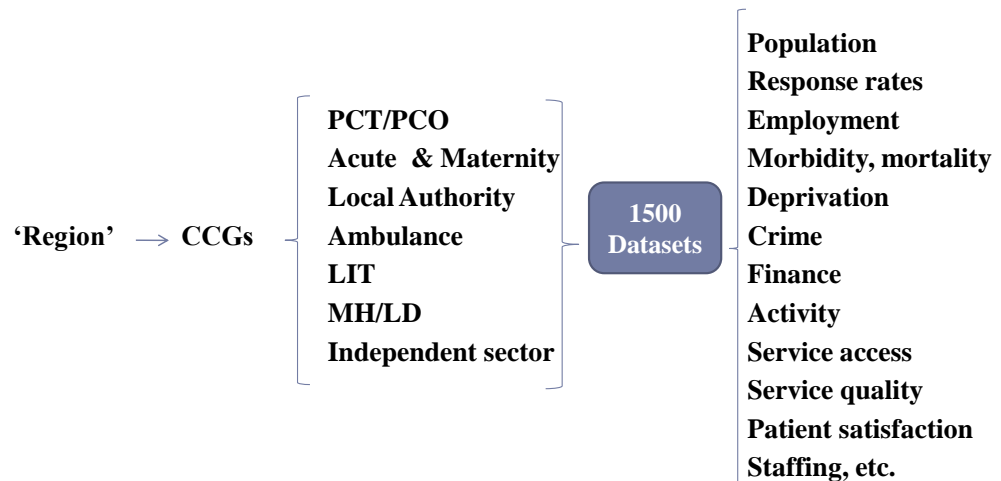 ‘Region’
CCGs
PCT/PCO
Acute & Maternity
Local Authority
Ambulance
LIT
MH/LD
Independent sector
1500
Datasets
Population
Response rates
Employment
Morbidity, mortality
Deprivation
Crime
Finance
Activity
Service access
Service quality
Patient satisfaction
Staffing, etc.